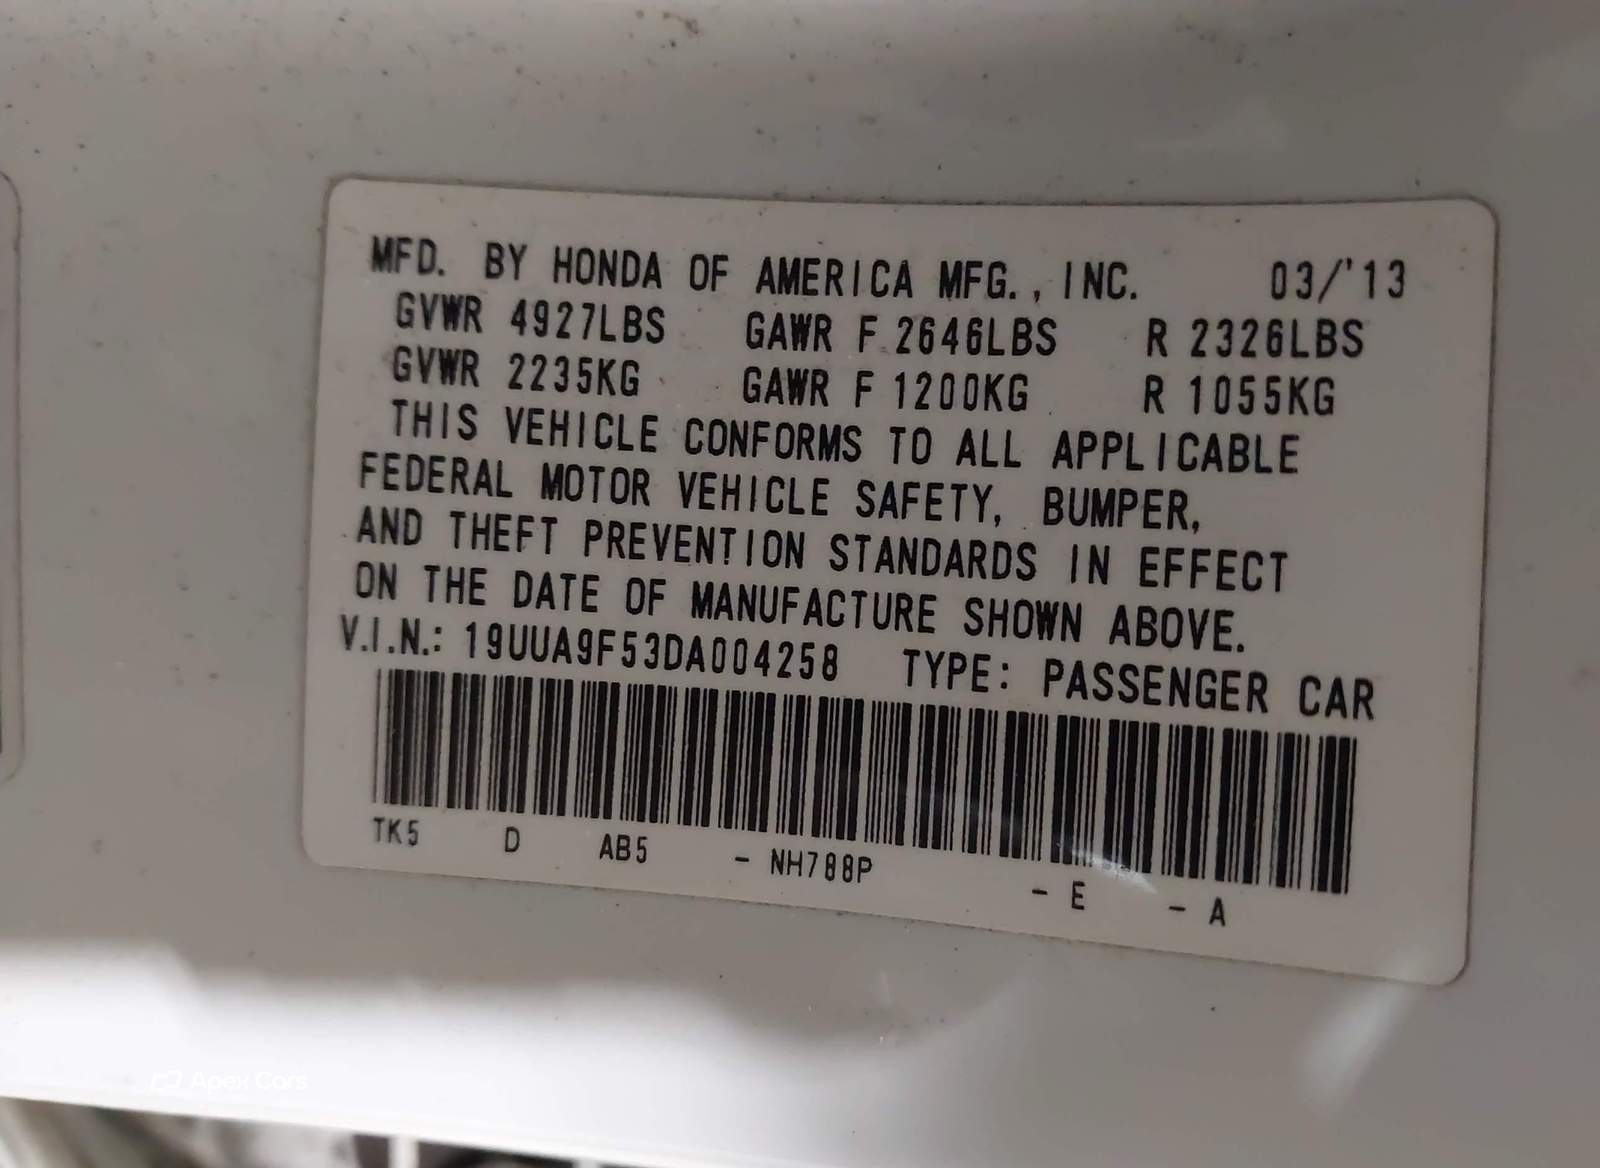 MFD. BY HONDA OF AMERICA MFG., INC. 03/'13
GVWR 4927LBS GAWR F 2646LBS R 2326LBS
GVWR 2235KG GAWR F 1200KG R 1055KG
THIS VEHICLE CONFORMS TO ALL APPLICABLE
FEDERAL MOTOR VEHICLE SAFETY, BUMPER,
AND THEFT PREVENTION STANDARDS IN EFFECT
ON THE DATE OF MANUFACTURE SHOWN ABOVE.
V.I.N.: 19UUA9F53DA004258 TYPE: PASSENGER CAR
TK5 D AB5 - NH788P - E - A
Apex Cars